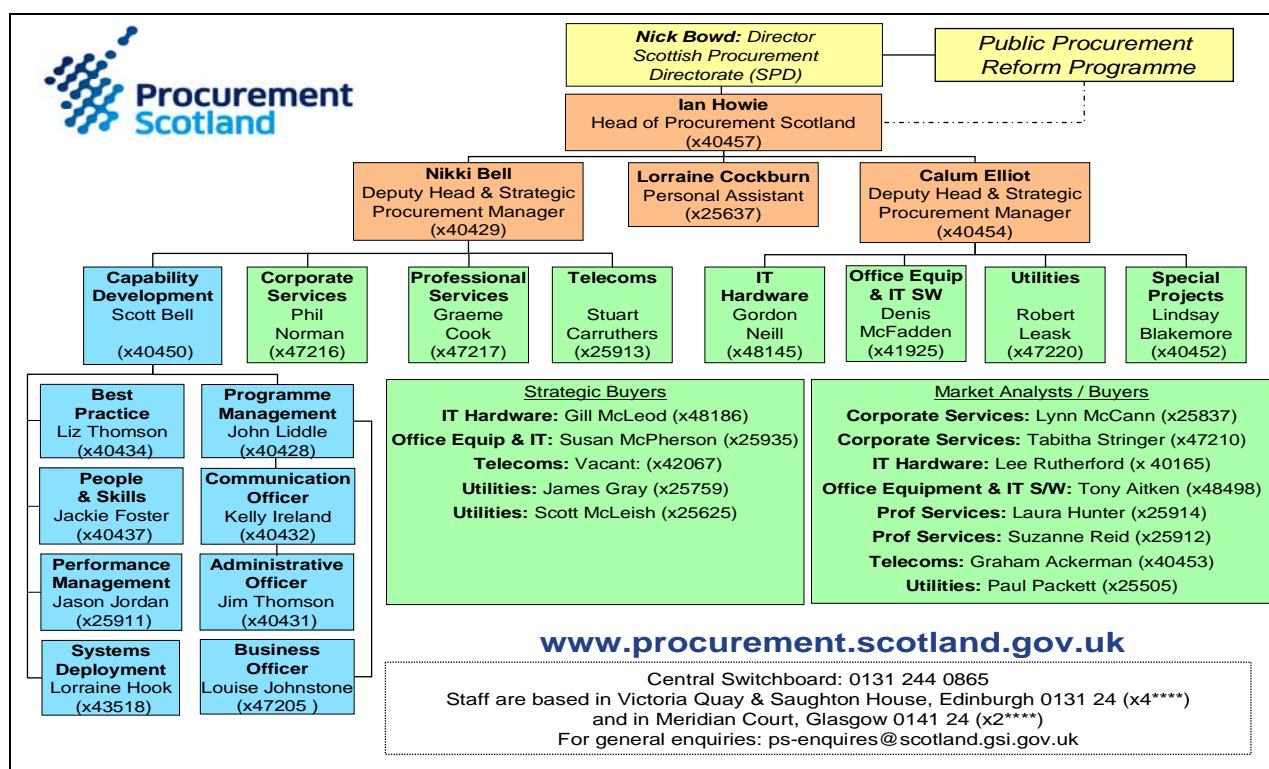 Procurement
Scotland
Nick Bowd: Director
Scottish Procurement
Directorate (SPD)
Public Procurement
Reform Programme
Ian Howie
Head of Procurement Scotland
(x40457)
Nikki Bell
Deputy Head & Strategic
Procurement Manager
(x40429)
Lorraine Cockburn
Personal Assistant
(x25637)
Calum Elliot
Deputy Head & Strategic
Procurement Manager
(x40454)
Capability
Development
Scott Bell
(x40450)
Corporate
Services
Phil
Norman
(x47216)
Professional
Services
Graeme
Cook
(x47217)
Telecoms
Stuart
Carruthers
(x25913)
IT
Hardware
Gordon
Neill
(x48145)
Office Equip
& IT SW
Denis
McFadden
(x41925)
Utilities
Robert
Leask
(x47220)
Special
Projects
Lindsay
Blakemore
(x40452)
Best
Practice
Liz Thomson
(x40434)
Programme
Management
John Liddle
(x40428)
People
& Skills
Jackie Foster
(x40437)
Communication
Officer
Kelly Ireland
(x40432)
Performance
Management
Jason Jordan
(x25911)
Administrative
Officer
Jim Thomson
(x40431)
Systems
Deployment
Lorraine Hook
(x43518)
Business
Officer
Louise Johnstone
(x47205 )
Strategic Buyers
IT Hardware: Gill McLeod (x48186)
Office Equip & IT: Susan McPherson (x25935)
Telecoms: Vacant: (x42067)
Utilities: James Gray (x25759)
Utilities: Scott McLeish (x25625)
Market Analysts / Buyers
Corporate Services: Lynn McCann (x25837)
Corporate Services: Tabitha Stringer (x47210)
IT Hardware: Lee Rutherford (x 40165)
Office Equipment & IT S/W: Tony Aitken (x48498)
Prof Services: Laura Hunter (x25914)
Prof Services: Suzanne Reid (x25912)
Telecoms: Graham Ackerman (x40453)
Utilities: Paul Packett (x25505)
www.procurement.scotland.gov.uk
Central Switchboard: 0131 244 0865
Staff are based in Victoria Quay & Saughton House, Edinburgh 0131 24 (x4****)
and in Meridian Court, Glasgow 0141 24 (x2****)
For general enquiries: ps-enquires@scotland.gsi.gov.uk